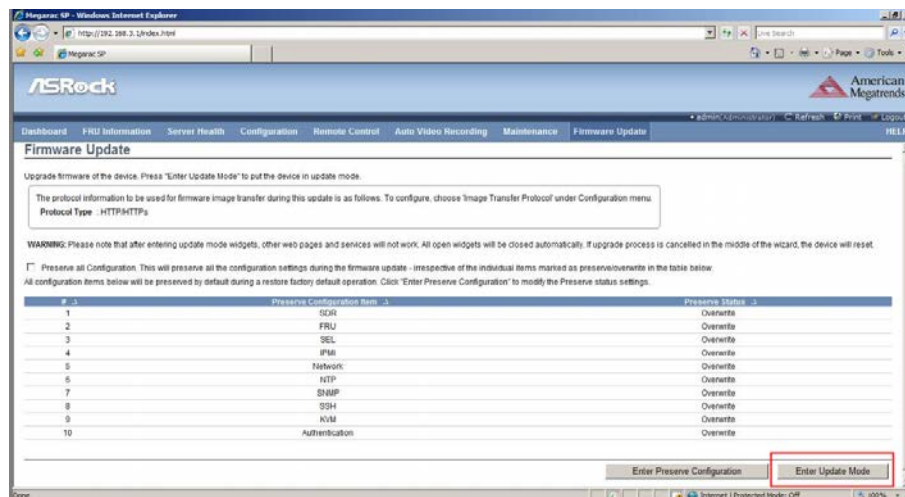 Megarac SP - Windows Internet Explorer
http://192.168.3.1/index.html
Live Search
Megarac SP
Page
Tools
ASRock
American Megatrends
admin(Administrator) Refresh Print Logout
Dashboard FRU Information Server Health Configuration Remote Control Auto Video Recording Maintenance Firmware Update HELP
Firmware Update
Upgrade firmware of the device. Press "Enter Update Mode" to put the device in update mode.
The protocol information to be used for firmware image transfer during this update is as follows. To configure, choose 'Image Transfer Protocol' under Configuration menu.
Protocol Type : HTTP/HTTPs
WARNING: Please note that after entering update mode widgets, other web pages and services will not work. All open widgets will be closed automatically. If upgrade process is cancelled in the middle of the wizard, the device will reset.
Preserve all Configuration. This will preserve all the configuration settings during the firmware update - irrespective of the individual items marked as preserve/overwrite in the table below.
All configuration items below will be preserved by default during a restore factory default operation. Click "Enter Preserve Configuration" to modify the Preserve status settings.
# Preserve Configuration Item Preserve Status
1 SDR Overwrite
2 FRU Overwrite
3 SEL Overwrite
4 IPMI Overwrite
5 Network Overwrite
6 NTP Overwrite
7 SNMP Overwrite
8 SSH Overwrite
9 KVM Overwrite
10 Authentication Overwrite
Enter Preserve Configuration Enter Update Mode
Done Internet | Protected Mode: Off 100%